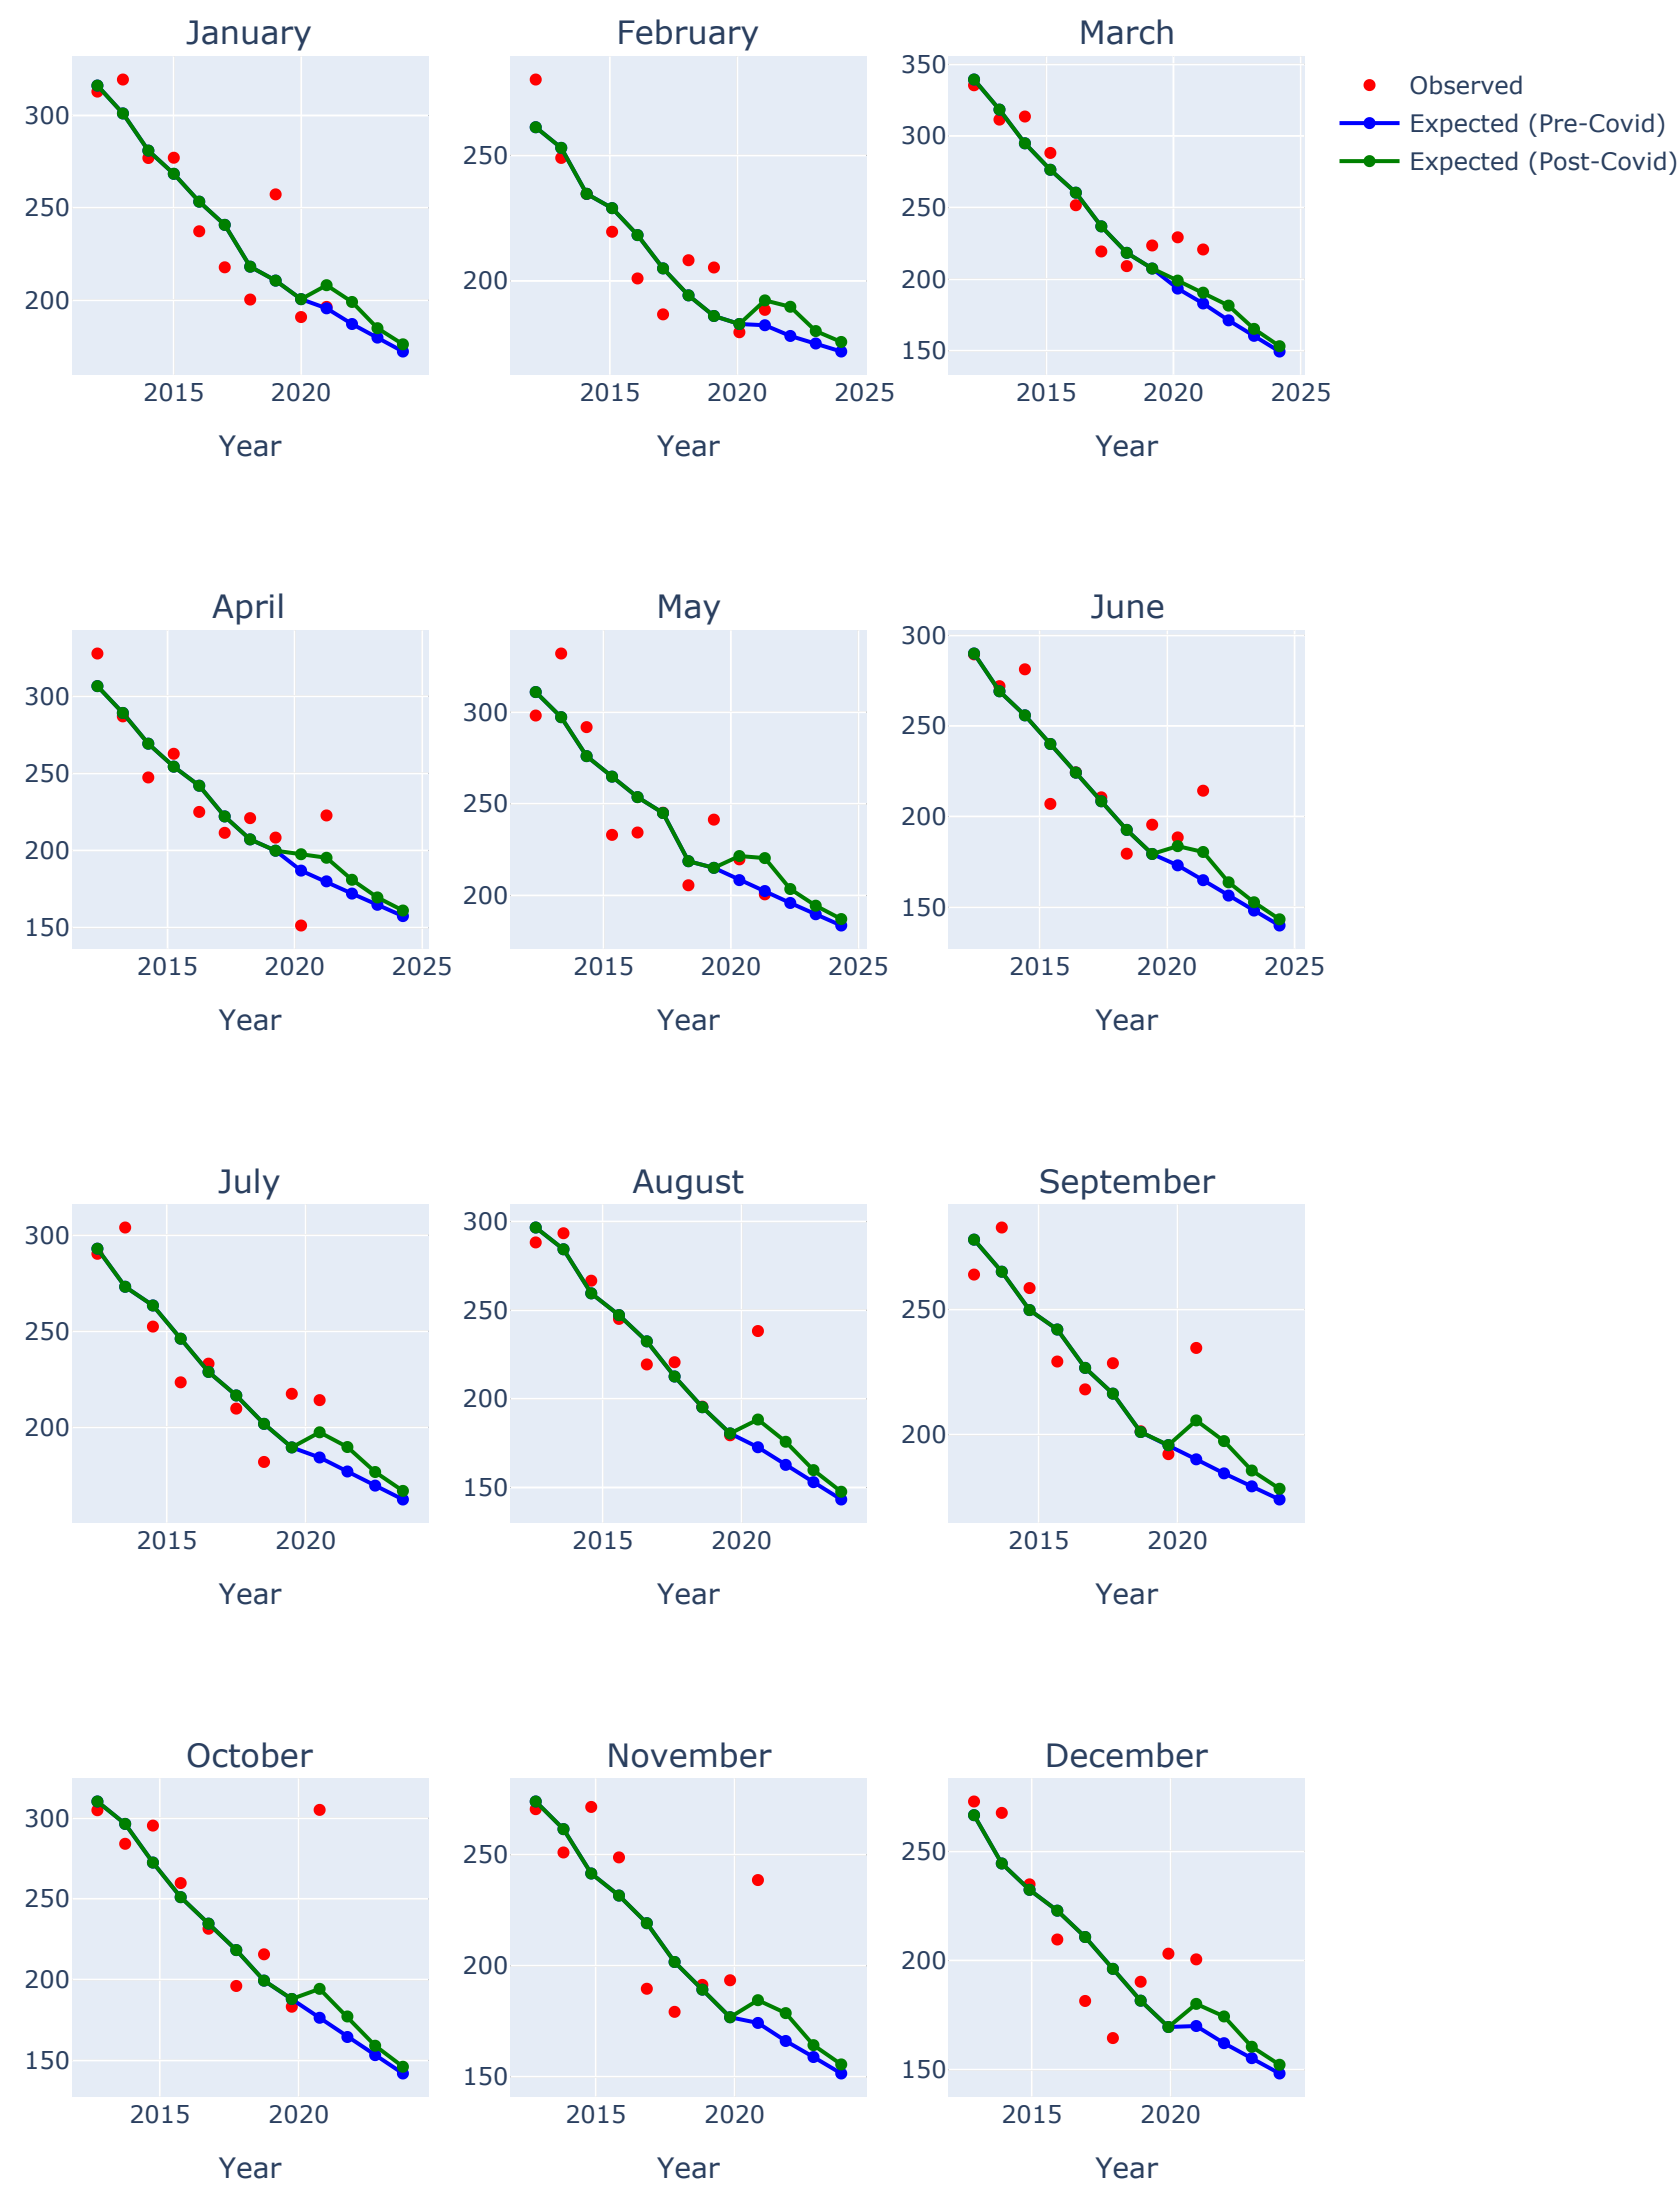 January
February
March
300
250
200
2015
2020
Year
250
200
2015
2020
2025
Year
350
300
250
200
150
2015
2020
2025
Year
Observed
Expected (Pre-Covid)
Expected (Post-Covid)
April
May
June
300
250
200
150
2015
2020
2025
Year
300
250
200
2015
2020
2025
Year
300
250
200
150
2015
2020
2025
Year
July
August
September
300
250
200
2015
2020
Year
300
250
200
150
2015
2020
Year
250
200
2015
2020
Year
October
November
December
300
250
200
150
2015
2020
Year
250
200
150
2015
2020
Year
250
200
150
2015
2020
Year